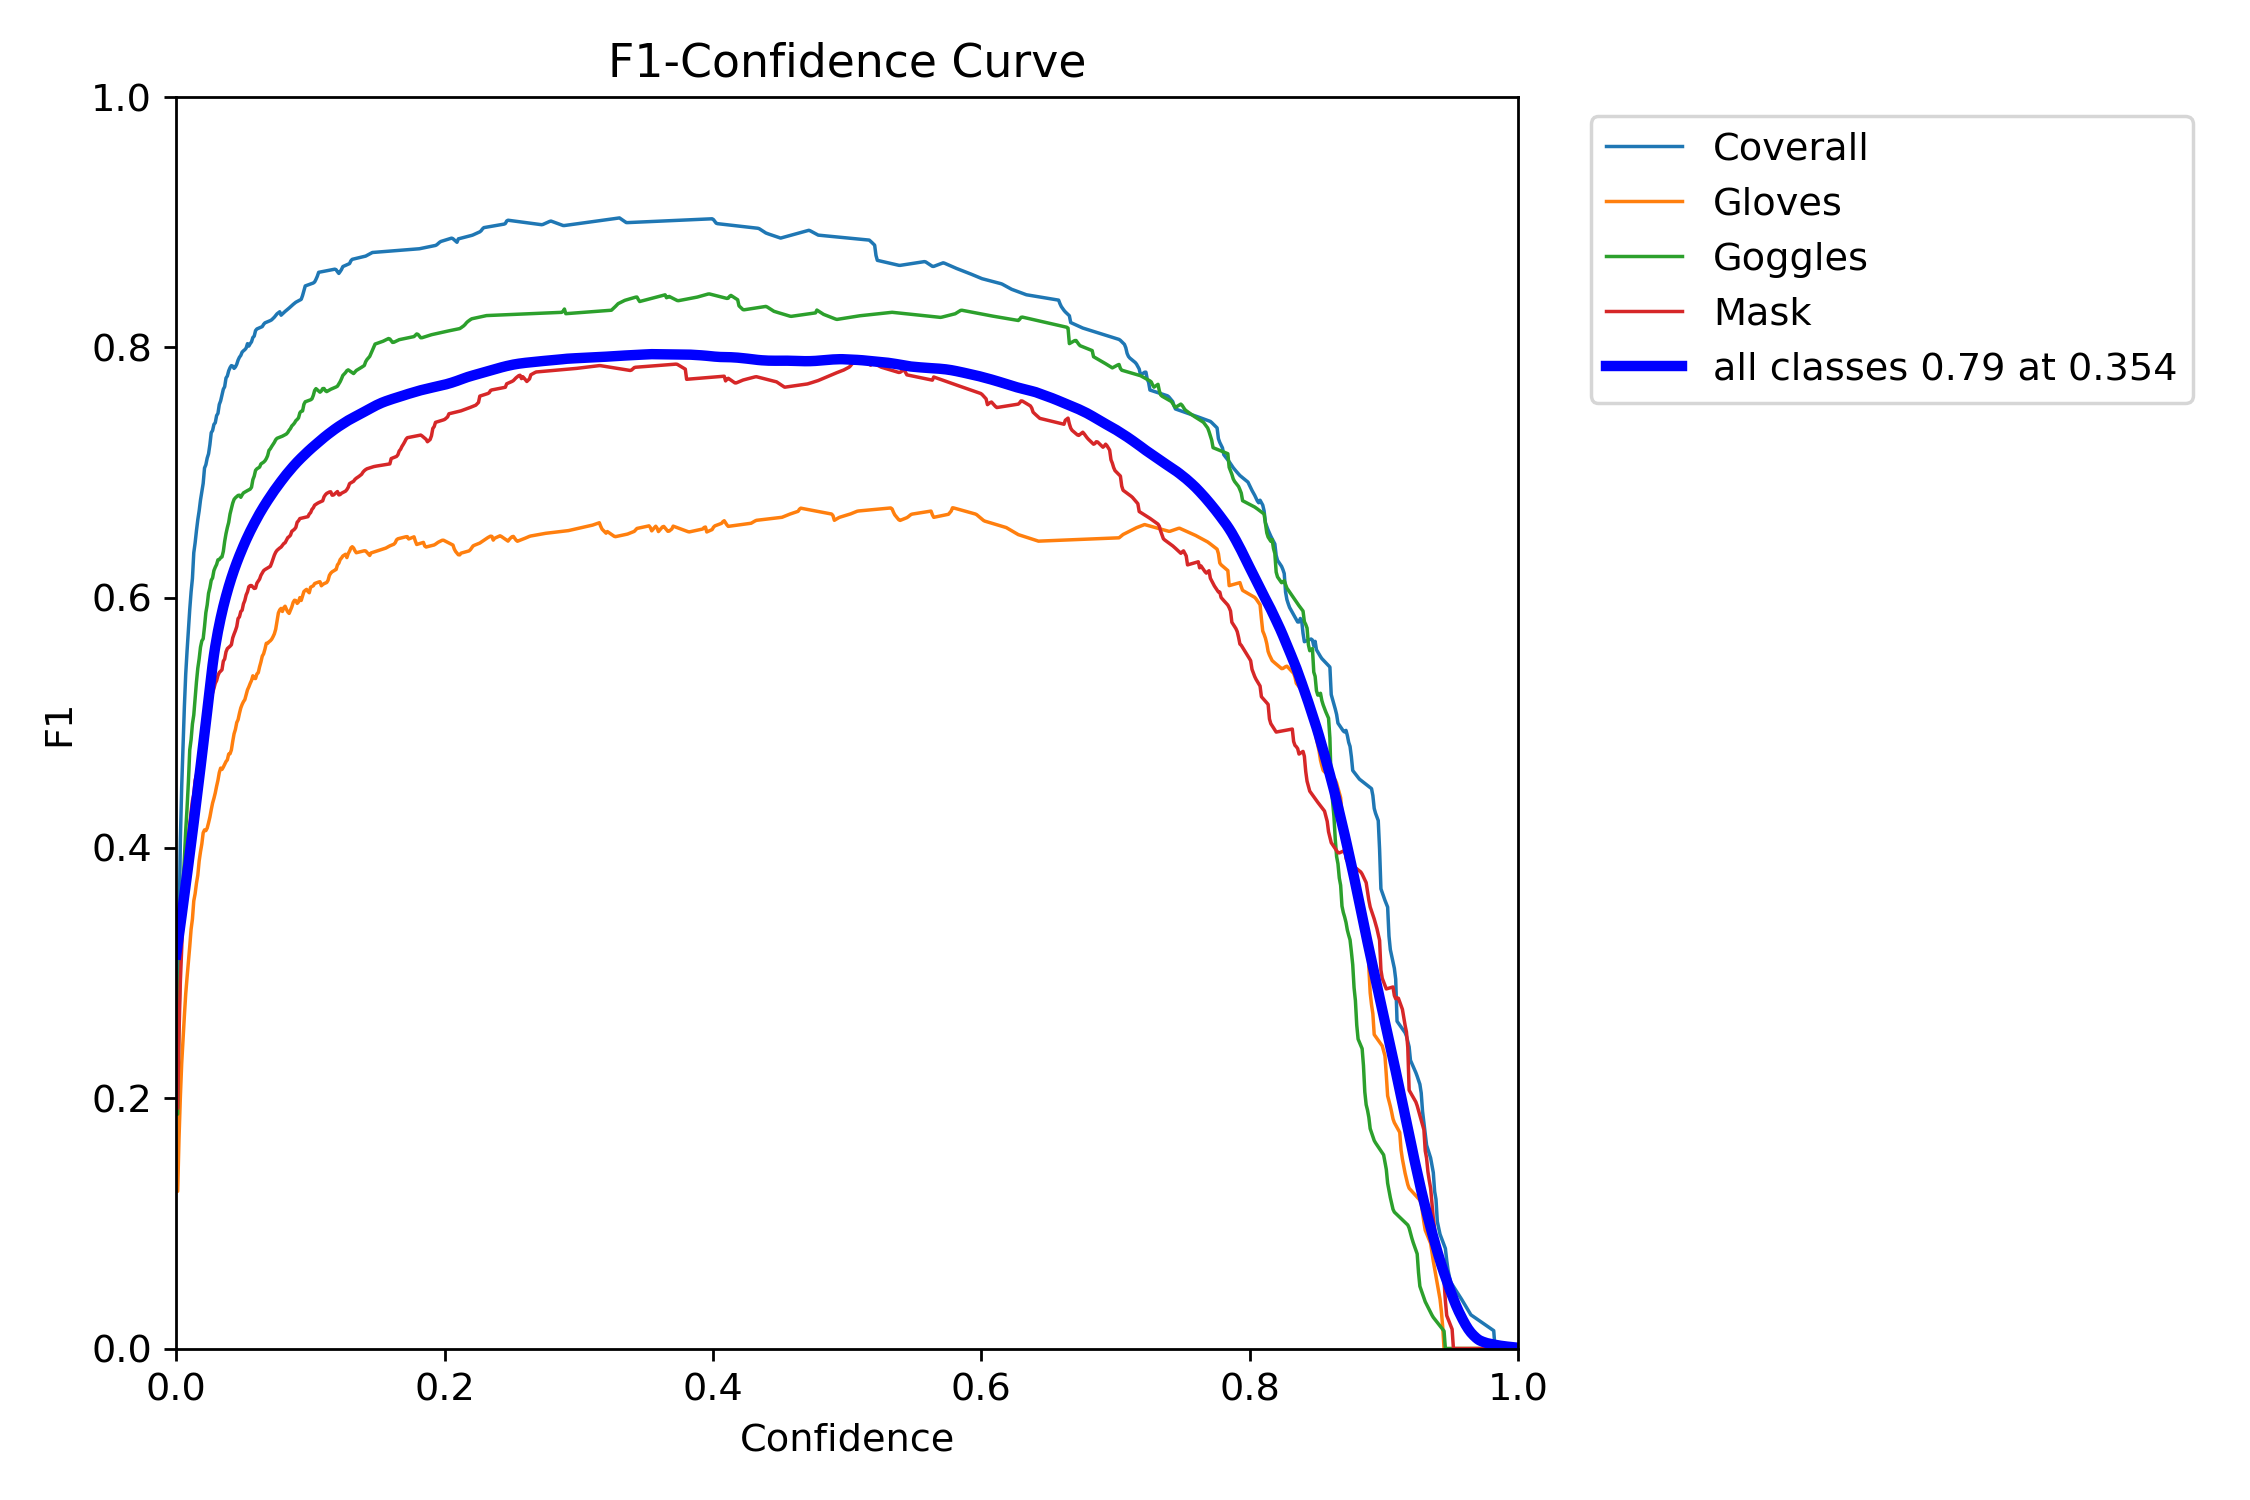 F1-Confidence Curve
1.0
0.8
0.6
0.4
0.2
0.0
F1
0.0 0.2 0.4 0.6 0.8 1.0
Confidence
Coverall
Gloves
Goggles
Mask
all classes 0.79 at 0.354